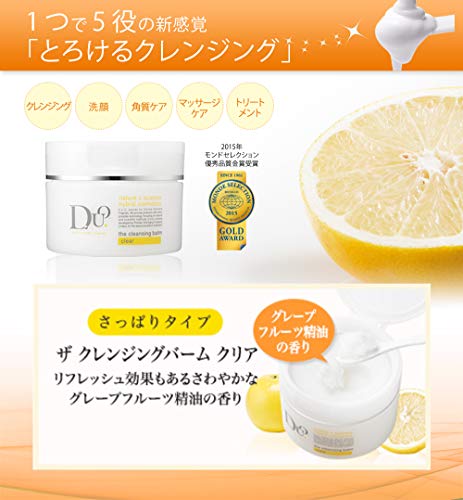 1つで5役の新感覚
「とろけるクレンジング」
クレンジング
洗顔
角質ケア
マッサージ
ケア
トリート
メント
2015年
モンドセレクション
優秀品質金賞受賞
SINCE 1961
MONDE SELECTION
2015
GOLD
AWARD
DUO
the cleansing balm
clear
さっぱりタイプ
ザ クレンジングバーム クリア
リフレッシュ効果もあるさわやかな
グレープフルーツ精油の香り
グレープ
フルーツ精油
の香り
DUO